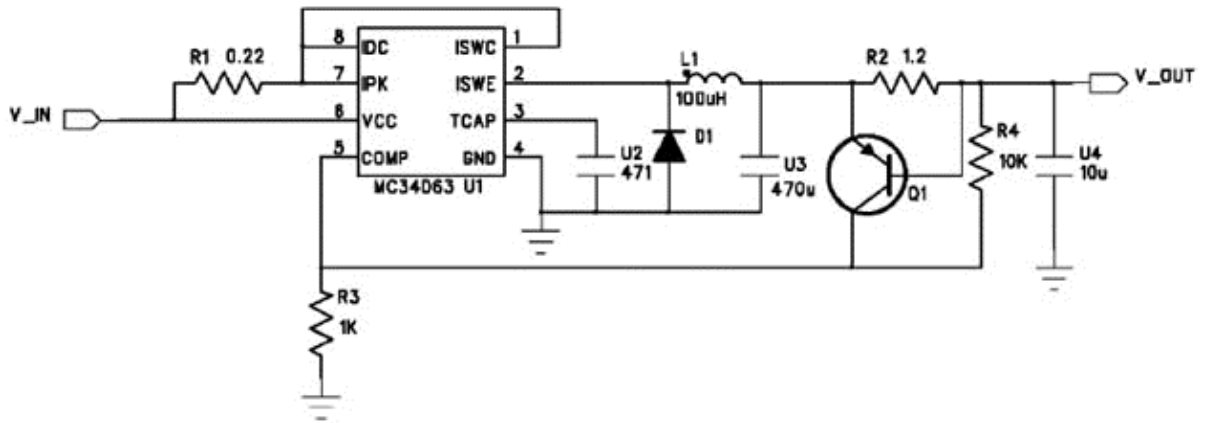 R1 0.22
V_IN
8 IDC ISWC 1
7 IPK ISWE 2
6 VCC TCAP 3
5 COMP GND 4
MC34063 U1
L1
100uH
R2 1.2
V_OUT
U2
471
D1
U3
470u
Q1
R4
10K
U4
10u
R3
1K